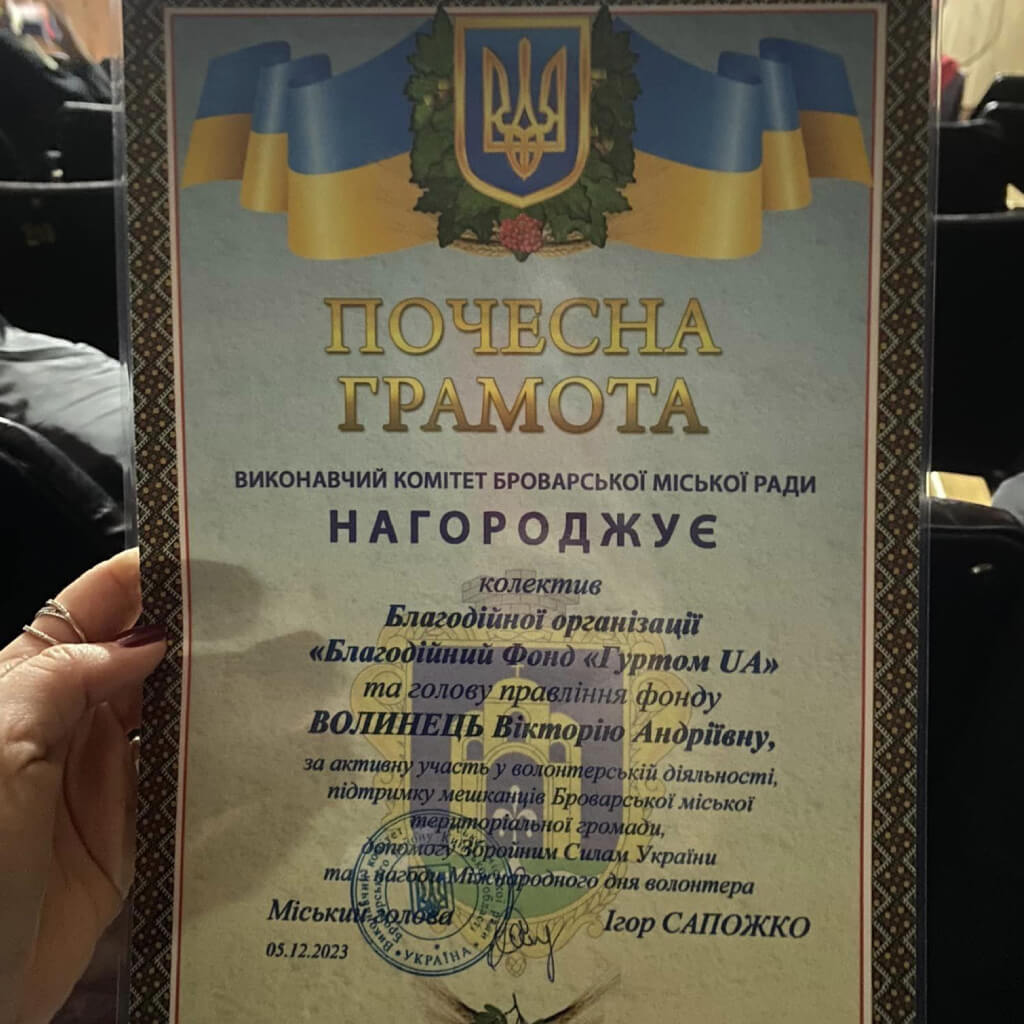 ПОЧЕСНА
ГРАМОТА
ВИКОНАВЧИЙ КОМІТЕТ БРОВАРСЬКОЇ МІСЬКОЇ РАДИ
НАГОРОДЖУЄ
колектив
Благодійної організації
«Благодійний Фонд «Гуртом UA»
та голову правління фонду
ВОЛИНЕЦЬ Вікторію Андріївну,
за активну участь у волонтерській діяльності,
підтримку мешканців Броварської міської
територіальної громади,
допомогу Збройним Силам України
та з нагоди Міжнародного дня волонтера
Міський голова Ігор САПОЖКО
05.12.2023
УКРАЇНА